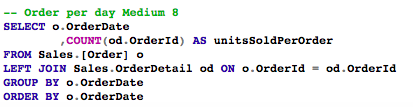 -- Order per day Medium 8
SELECT o.OrderDate
,COUNT(od.OrderId) AS unitsSoldPerOrder
FROM Sales.[Order] o
LEFT JOIN Sales.OrderDetail od ON o.OrderId = od.OrderId
GROUP BY o.OrderDate
ORDER BY o.OrderDate